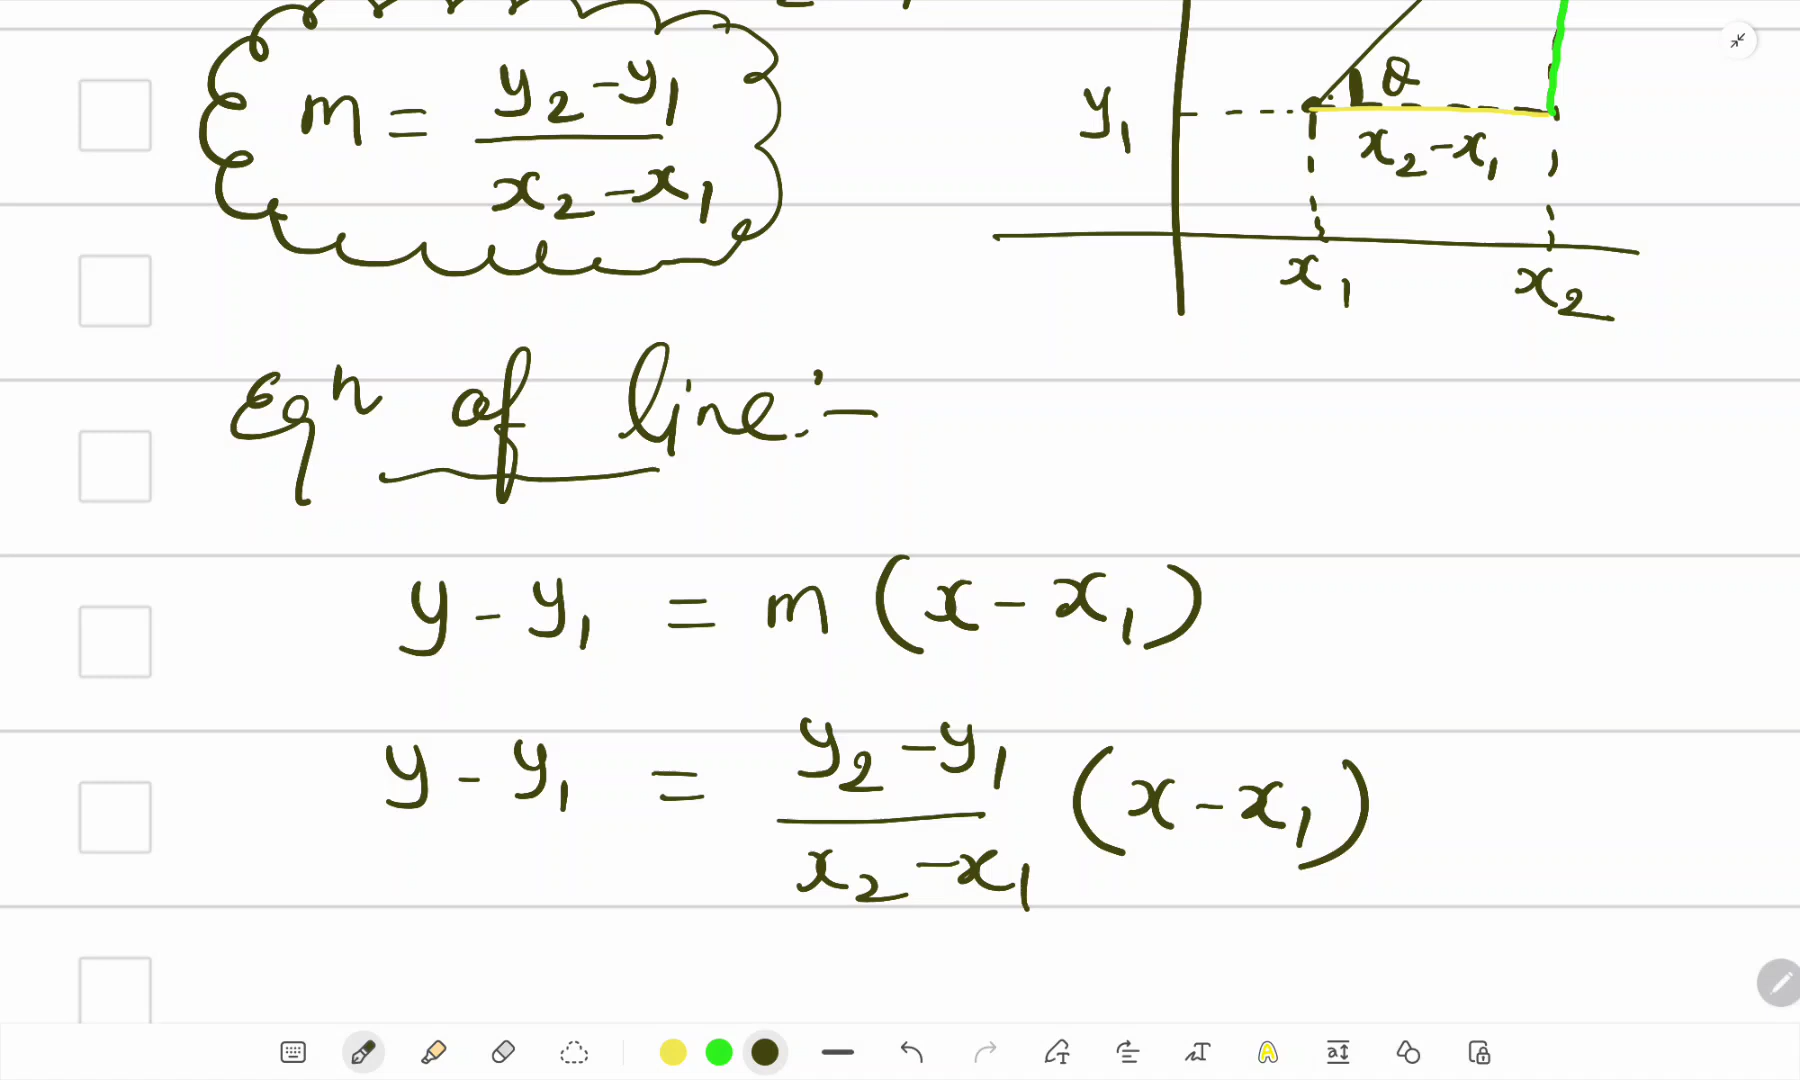 m = (y₂ - y₁) / (x₂ - x₁)
y₁
θ
x₂ - x₁
x₁ x₂
Eqⁿ of line :-
y - y₁ = m (x - x₁)
y - y₁ = (y₂ - y₁) / (x₂ - x₁) (x - x₁)